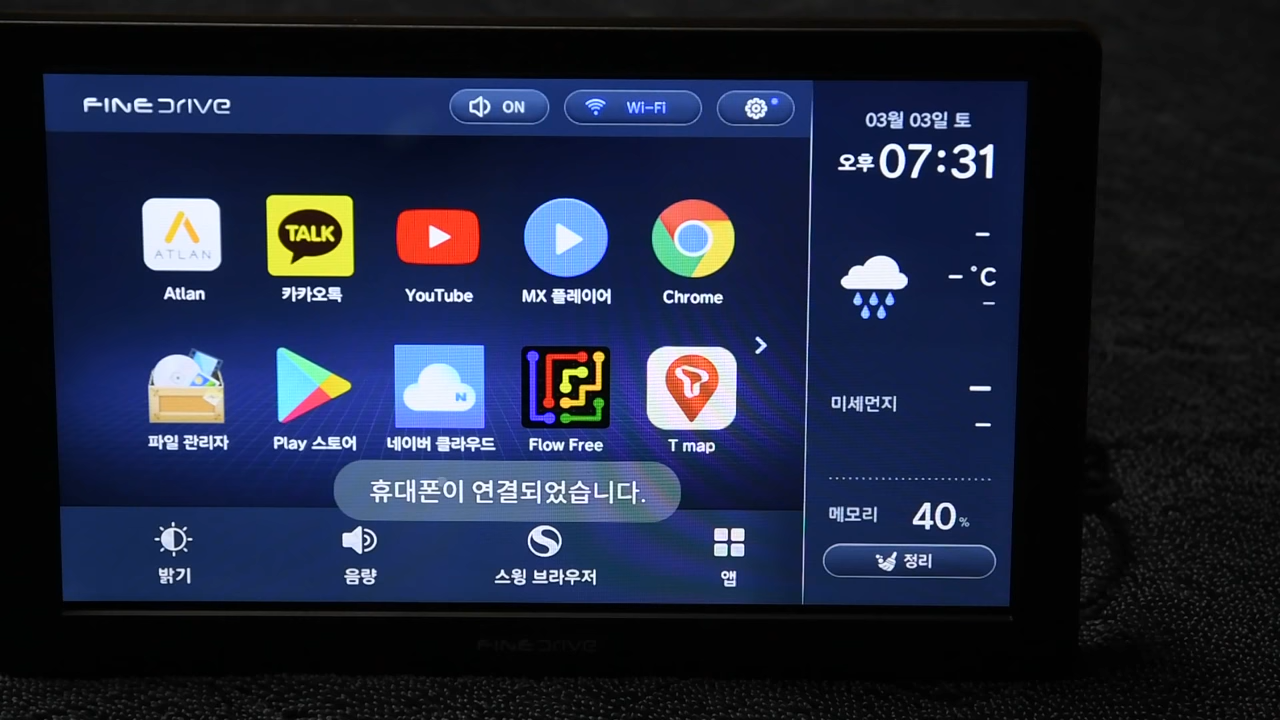 FINEDRIVE
ON
Wi-Fi
03월 03일 토
오후 07:31
ATLAN
TALK
Atlan
카카오톡
YouTube
MX 플레이어
Chrome
– °C
N
파일 관리자
Play 스토어
네이버 클라우드
Flow Free
T map
미세먼지
휴대폰이 연결되었습니다.
메모리 40%
정리
밝기
음량
스윙 브라우저
앱
FINEDRIVE